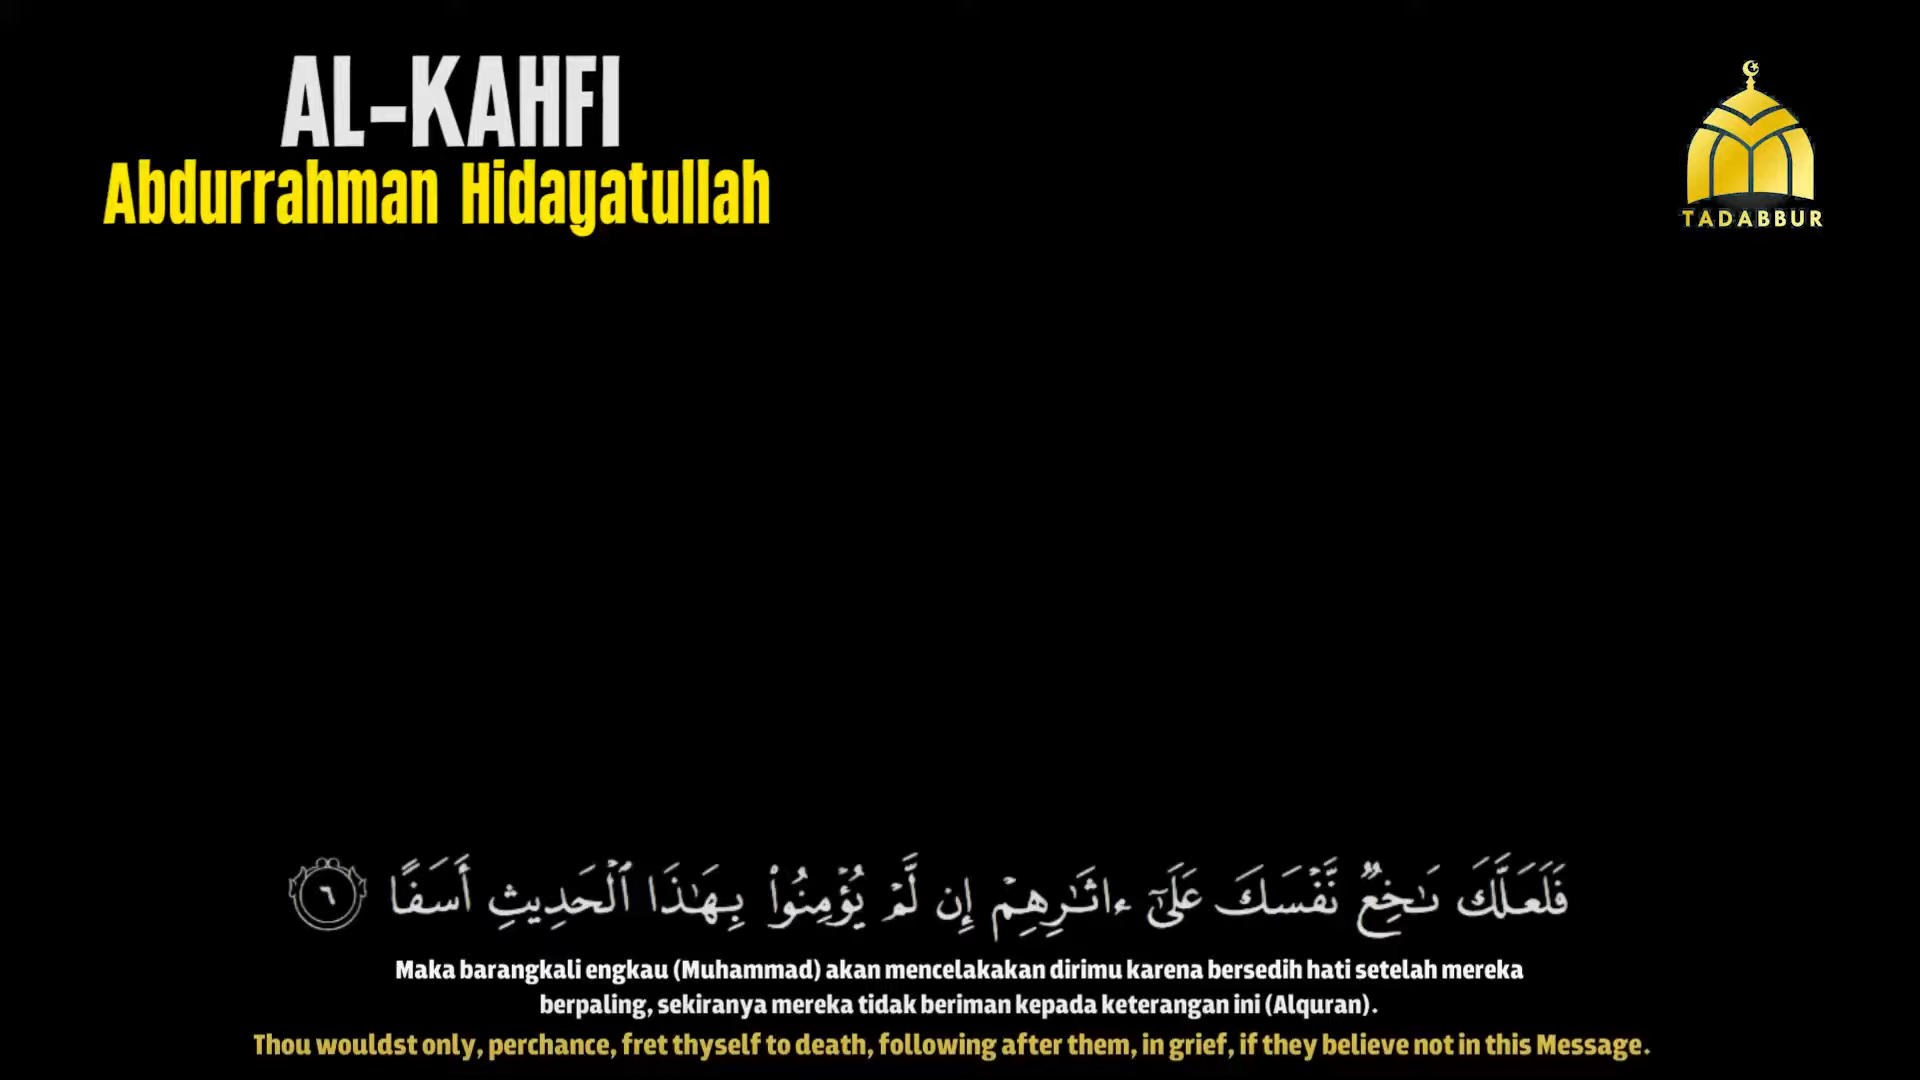 AL-KAHFI
Abdurrahman Hidayatullah
TADABBUR
فَلَعَلَّكَ بَـٰخِعٌۭ نَّفْسَكَ عَلَىٰٓ ءَاثَـٰرِهِمْ إِن لَّمْ يُؤْمِنُوا۟ بِهَـٰذَا ٱلْحَدِيثِ أَسَفًا ٦
Maka barangkali engkau (Muhammad) akan mencelakakan dirimu karena bersedih hati setelah mereka
berpaling, sekiranya mereka tidak beriman kepada keterangan ini (Alquran).
Thou wouldst only, perchance, fret thyself to death, following after them, in grief, if they believe not in this Message.